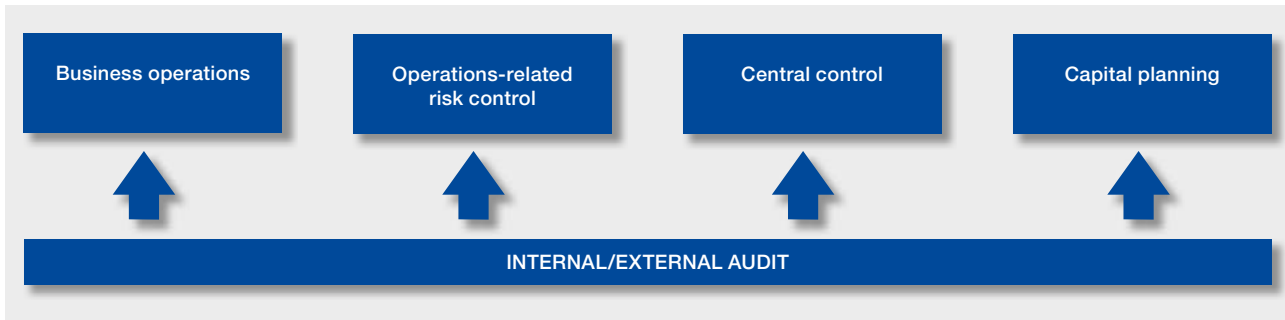 Business operations
Operations-related
risk control
Central control
Capital planning
INTERNAL/EXTERNAL AUDIT